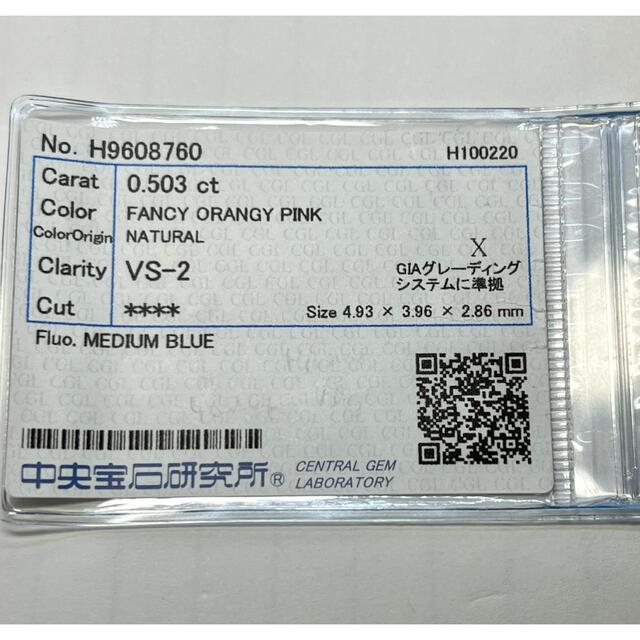 No. H9608760 H100220
Carat 0.503 ct
Color FANCY ORANGY PINK
ColorOrigin NATURAL
X
Clarity VS-2 GIAグレーディング
システムに準拠
Cut **** Size 4.93 × 3.96 × 2.86 mm
Fluo. MEDIUM BLUE
中央宝石研究所® CENTRAL GEM
LABORATORY